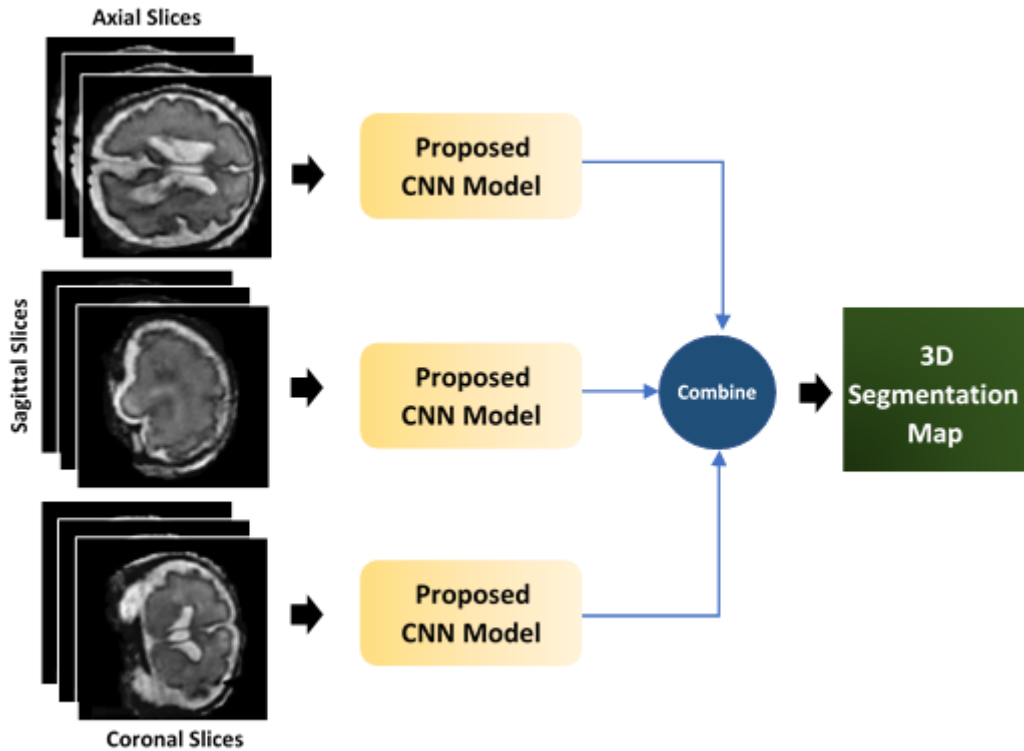 Axial Slices
Proposed
CNN Model
Sagittal Slices
Proposed
CNN Model
Combine
3D
Segmentation
Map
Proposed
CNN Model
Coronal Slices